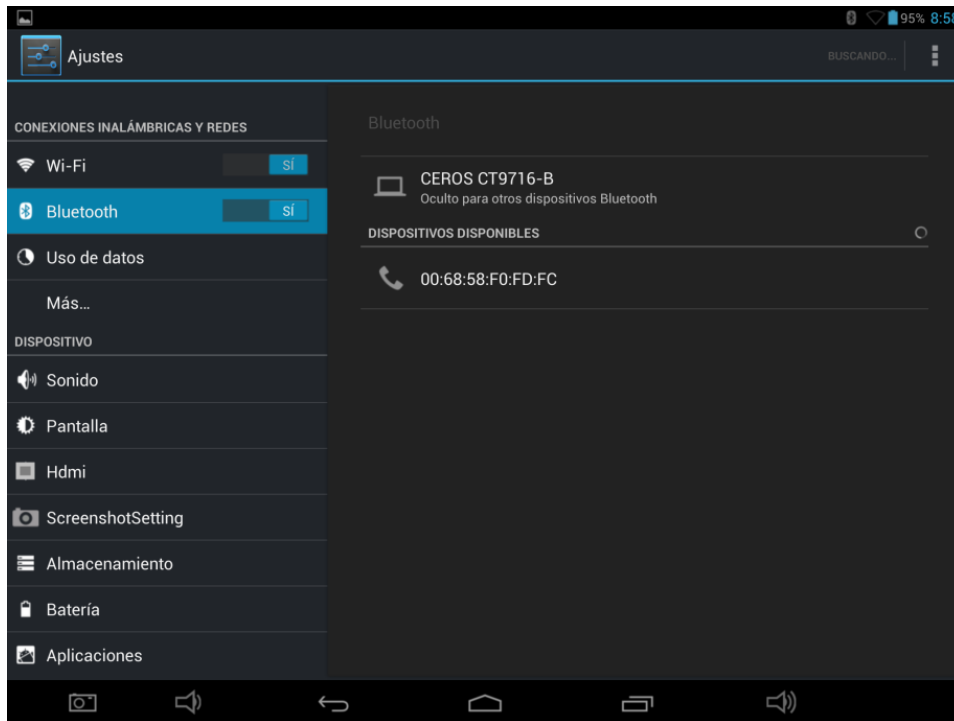 95% 8:58
Ajustes
BUSCANDO...
CONEXIONES INALÁMBRICAS Y REDES
Wi-Fi SÍ
Bluetooth SÍ
Uso de datos
Más...
DISPOSITIVO
Sonido
Pantalla
Hdmi
ScreenshotSetting
Almacenamiento
Batería
Aplicaciones
Bluetooth
CEROS CT9716-B
Oculto para otros dispositivos Bluetooth
DISPOSITIVOS DISPONIBLES
00:68:58:F0:FD:FC